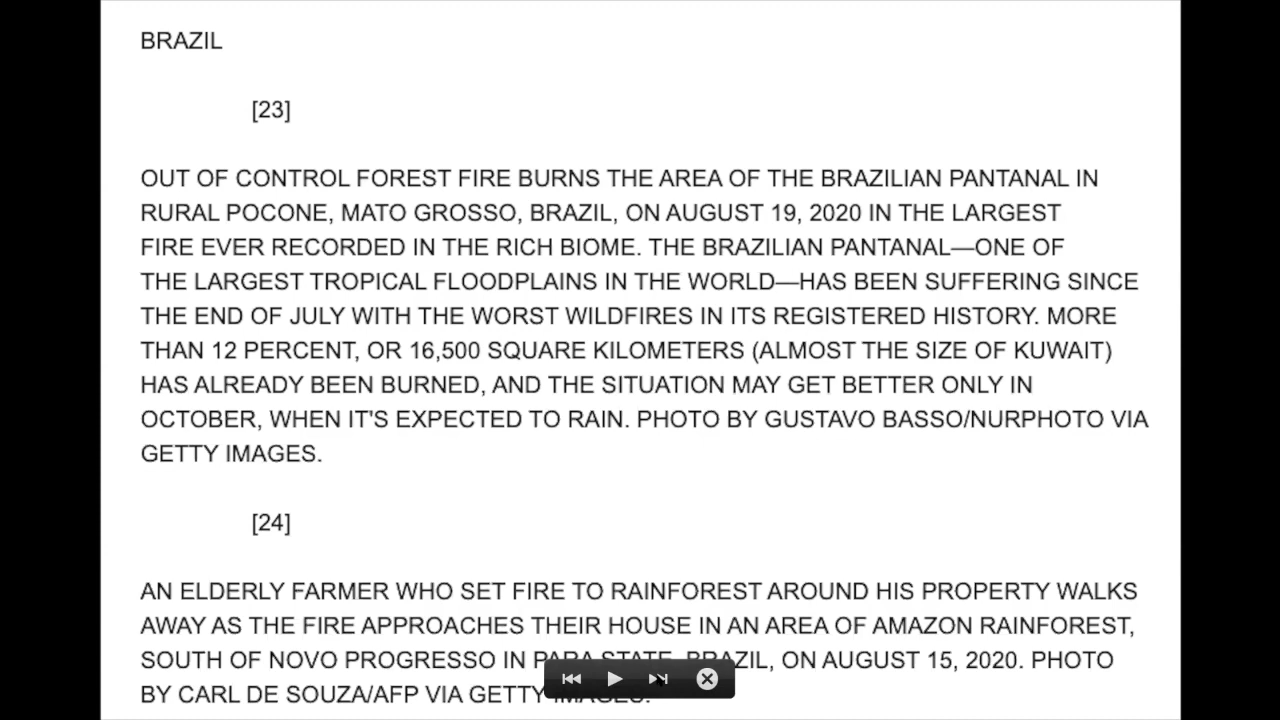 BRAZIL
[23]
OUT OF CONTROL FOREST FIRE BURNS THE AREA OF THE BRAZILIAN PANTANAL IN
RURAL POCONE, MATO GROSSO, BRAZIL, ON AUGUST 19, 2020 IN THE LARGEST
FIRE EVER RECORDED IN THE RICH BIOME. THE BRAZILIAN PANTANAL—ONE OF
THE LARGEST TROPICAL FLOODPLAINS IN THE WORLD—HAS BEEN SUFFERING SINCE
THE END OF JULY WITH THE WORST WILDFIRES IN ITS REGISTERED HISTORY. MORE
THAN 12 PERCENT, OR 16,500 SQUARE KILOMETERS (ALMOST THE SIZE OF KUWAIT)
HAS ALREADY BEEN BURNED, AND THE SITUATION MAY GET BETTER ONLY IN
OCTOBER, WHEN IT'S EXPECTED TO RAIN. PHOTO BY GUSTAVO BASSO/NURPHOTO VIA
GETTY IMAGES.
[24]
AN ELDERLY FARMER WHO SET FIRE TO RAINFOREST AROUND HIS PROPERTY WALKS
AWAY AS THE FIRE APPROACHES THEIR HOUSE IN AN AREA OF AMAZON RAINFOREST,
SOUTH OF NOVO PROGRESSO IN PARA STATE, BRAZIL, ON AUGUST 15, 2020. PHOTO
BY CARL DE SOUZA/AFP VIA GETTY IMAGES.